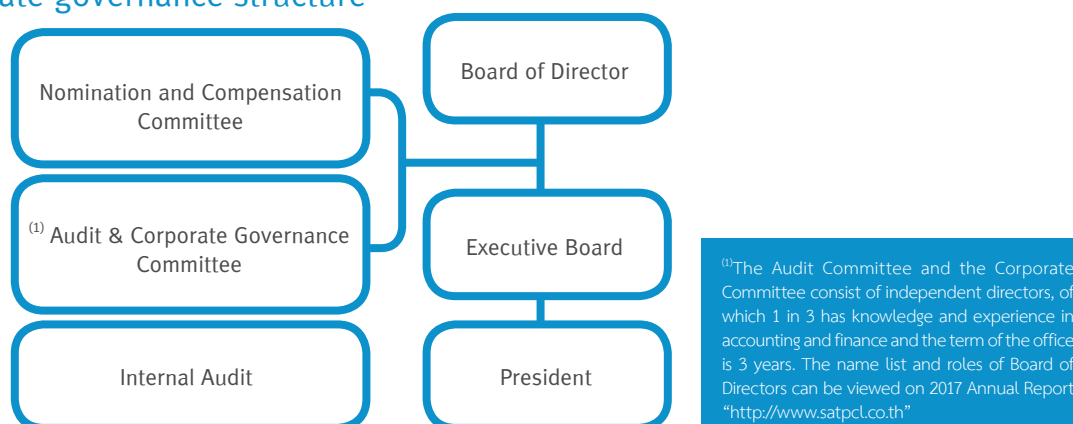 governance structure
Nomination and Compensation
Committee
Board of Director
(1) Audit & Corporate Governance
Committee
Executive Board
Internal Audit
President
(1)The Audit Committee and the Corporate
Committee consist of independent directors, of
which 1 in 3 has knowledge and experience in
accounting and finance and the term of the office
is 3 years. The name list and roles of Board of
Directors can be viewed on 2017 Annual Report
“http://www.satpcl.co.th”